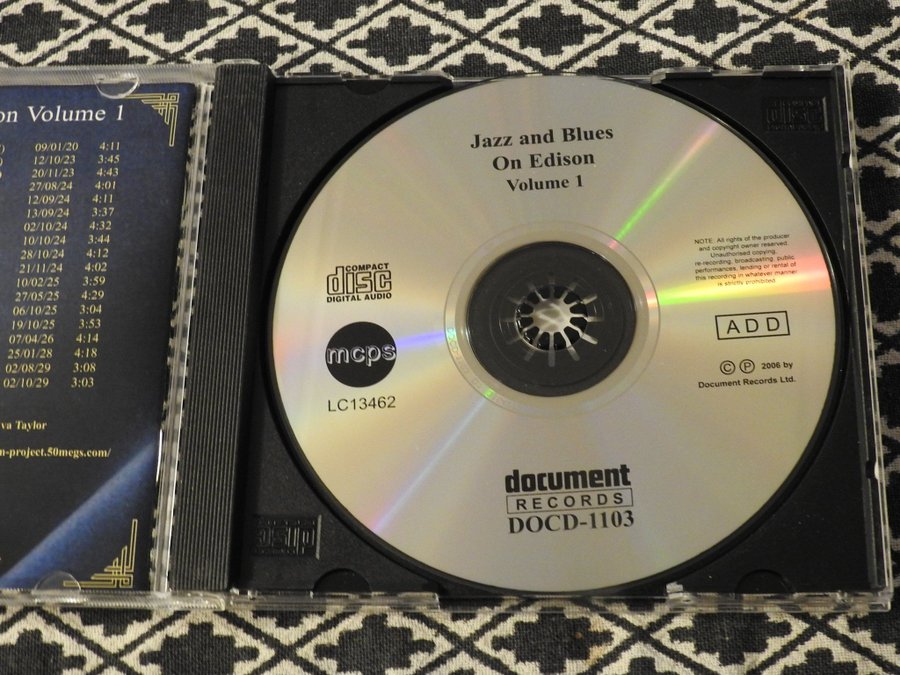 on Volume 1
09/01/20 4:11
12/10/23 3:45
20/11/23 4:43
27/08/24 4:01
12/09/24 4:11
13/09/24 3:37
02/10/24 4:32
10/10/24 3:44
28/10/24 4:12
21/11/24 4:02
10/02/25 3:59
27/05/25 4:29
06/10/25 3:04
19/10/25 3:53
07/04/26 4:14
25/01/28 4:18
02/08/29 3:08
02/10/29 3:03
va Taylor
n-project.50megs.com/
Jazz and Blues
On Edison
Volume 1
COMPACT
disc
DIGITAL AUDIO
mcps
LC13462
NOTE: All rights of the producer
and copyright owner reserved.
Unauthorised copying,
re-recording, broadcasting, public
performances, lending or rental of
this recording in whatever manner
is strictly prohibited.
ADD
© ℗ 2006 by
Document Records Ltd.
document
RECORDS
DOCD-1103